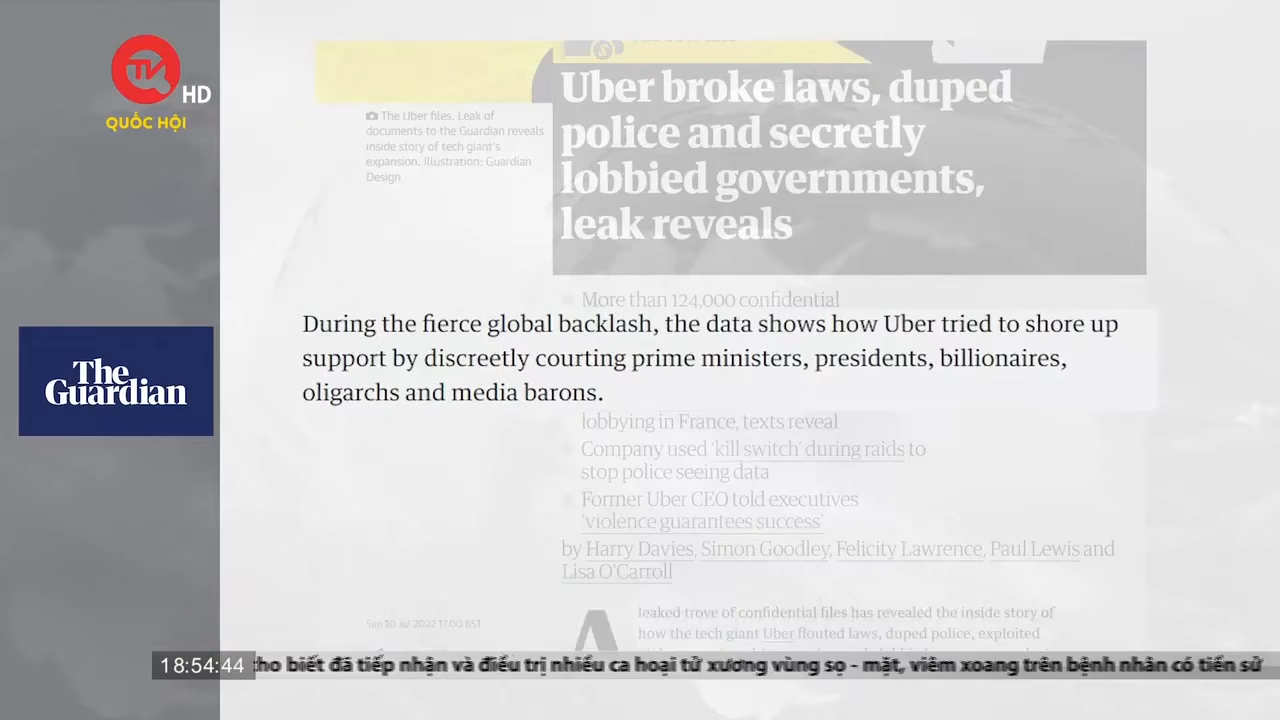 HD
QUỐC HỘI
The Uber files. Leak of
documents to the Guardian reveals
inside story of tech giant's
expansion. Illustration: Guardian
Design
Uber broke laws, duped
police and secretly
lobbied governments,
leak reveals
More than 124,000 confidential
During the fierce global backlash, the data shows how Uber tried to shore up
support by discreetly courting prime ministers, presidents, billionaires,
oligarchs and media barons.
The
Guardian
lobbying in France, texts reveal
Company used 'kill switch' during raids to
stop police seeing data
Former Uber CEO told executives
'violence guarantees success'
by Harry Davies, Simon Goodley, Felicity Lawrence, Paul Lewis and
Lisa O'Carroll
Sun 10 Jul 2022 17.00 BST
A leaked trove of confidential files has revealed the inside story of
how the tech giant Uber flouted laws, duped police, exploited
18:54:44 cho biết đã tiếp nhận và điều trị nhiều ca hoại tử xương vùng sọ - mặt, viêm xoang trên bệnh nhân có tiền sử